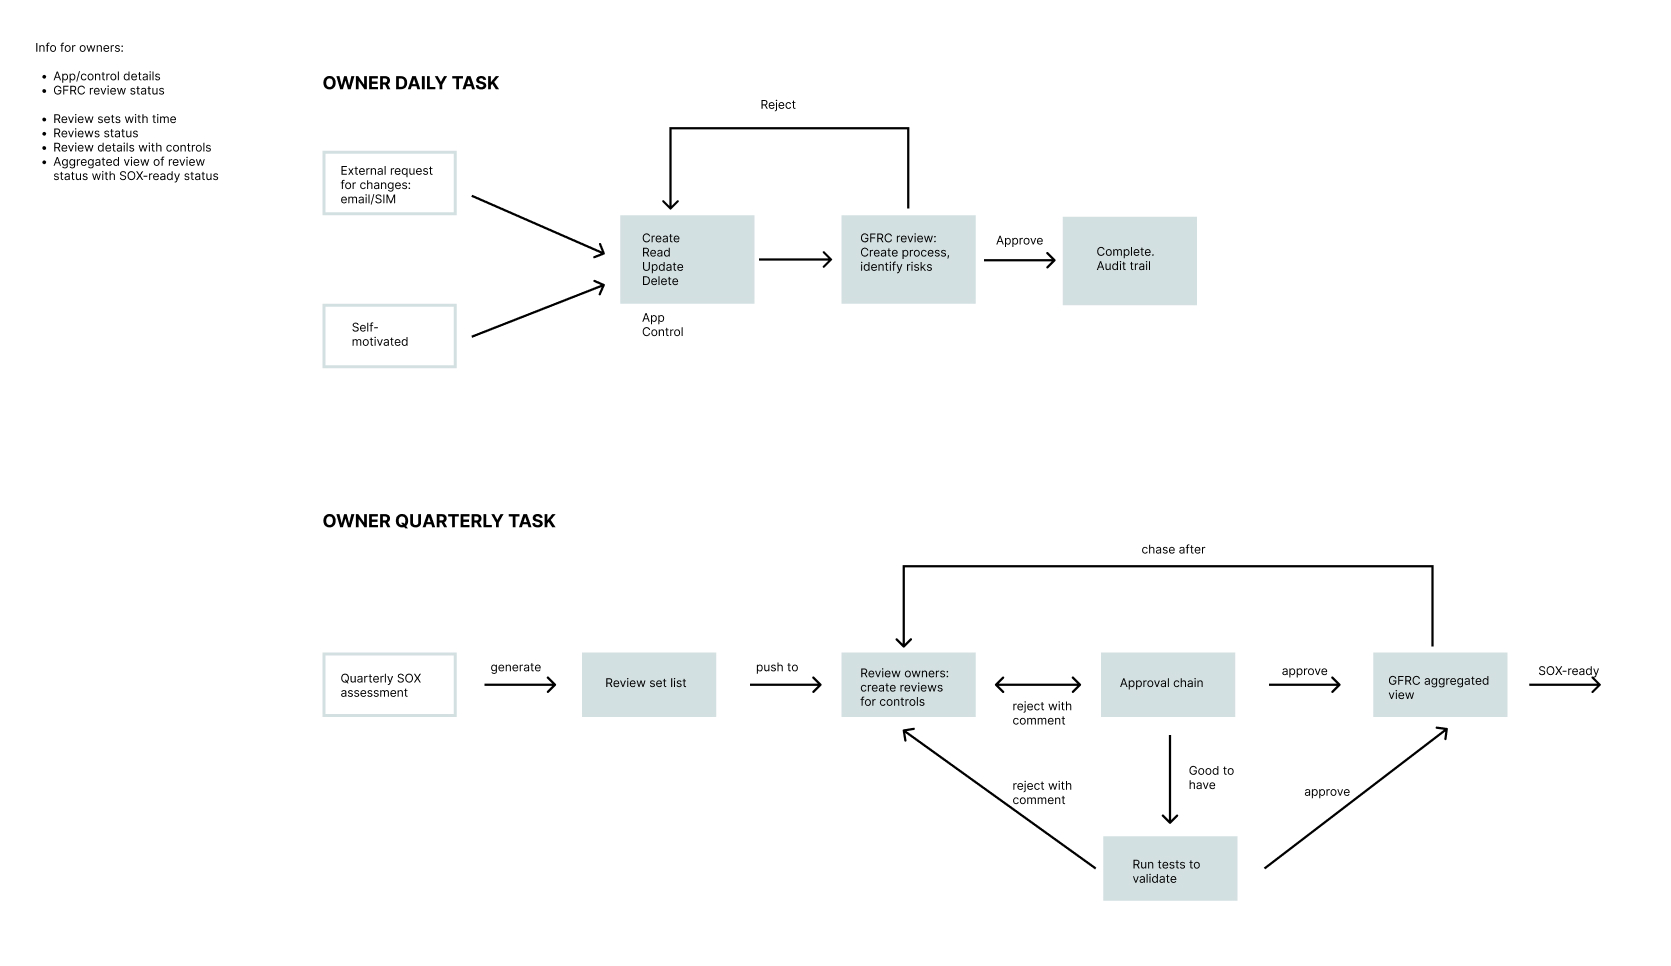 Info for owners:
• App/control details
• GFRC review status
• Review sets with time
• Reviews status
• Review details with controls
• Aggregated view of review
status with SOX-ready status
OWNER DAILY TASK
Reject
External request
for changes:
email/SIM
Self-
motivated
Create
Read
Update
Delete
App
Control
GFRC review:
Create process,
identify risks
Approve
Complete.
Audit trail
OWNER QUARTERLY TASK
chase after
Quarterly SOX
assessment
generate
Review set list
push to
Review owners:
create reviews
for controls
reject with
comment
Approval chain
approve
GFRC aggregated
view
SOX-ready
reject with
comment
Good to
have
approve
Run tests to
validate